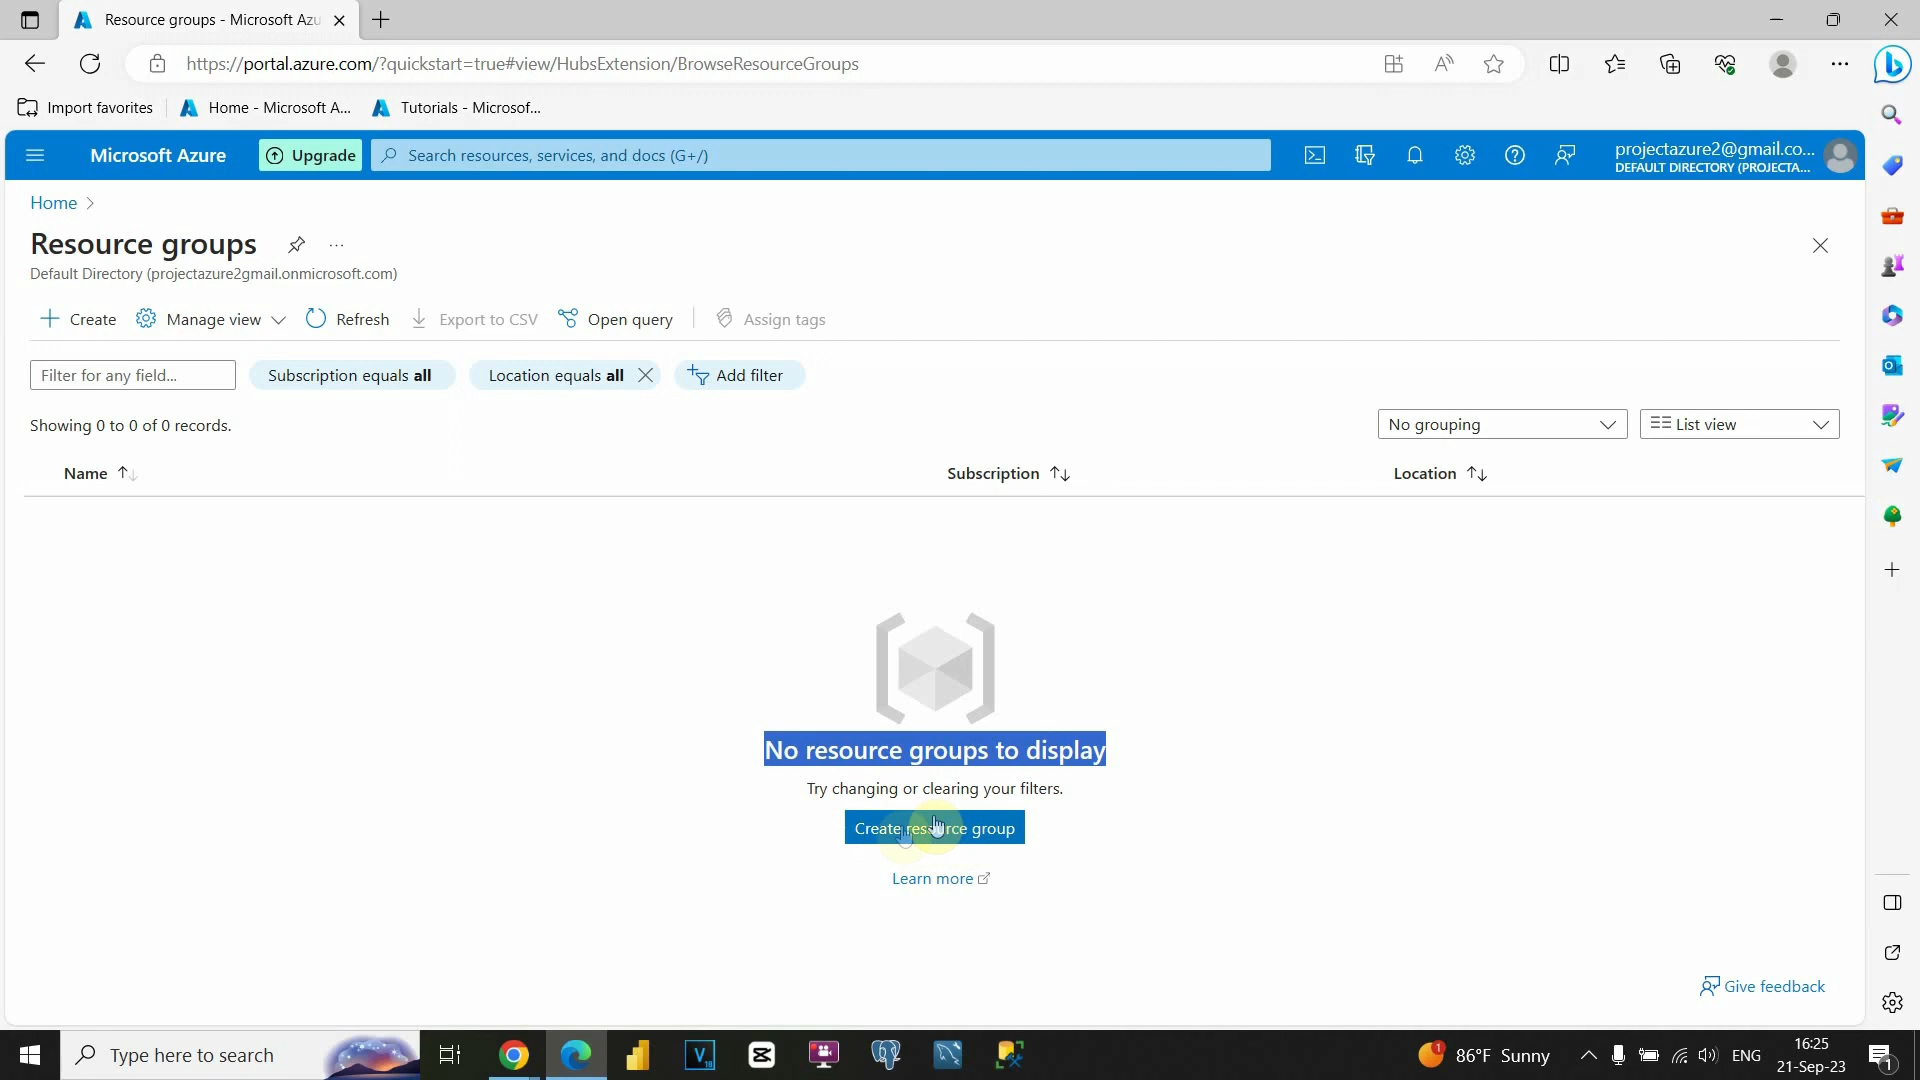 Resource groups - Microsoft Azu
https://portal.azure.com/?quickstart=true#view/HubsExtension/BrowseResourceGroups
Import favorites
Home - Microsoft A...
Tutorials - Microsof...
Microsoft Azure
Upgrade
Search resources, services, and docs (G+/)
projectazure2@gmail.co...
DEFAULT DIRECTORY (PROJECTA...
Home
Resource groups
Default Directory (projectazure2gmail.onmicrosoft.com)
Create
Manage view
Refresh
Export to CSV
Open query
Assign tags
Filter for any field...
Subscription equals all
Location equals all
Add filter
Showing 0 to 0 of 0 records.
No grouping
List view
Name
Subscription
Location
No resource groups to display
Try changing or clearing your filters.
Create resource group
Learn more
Give feedback
Type here to search
V
18
1
86°F Sunny
ENG
16:25
21-Sep-23
1